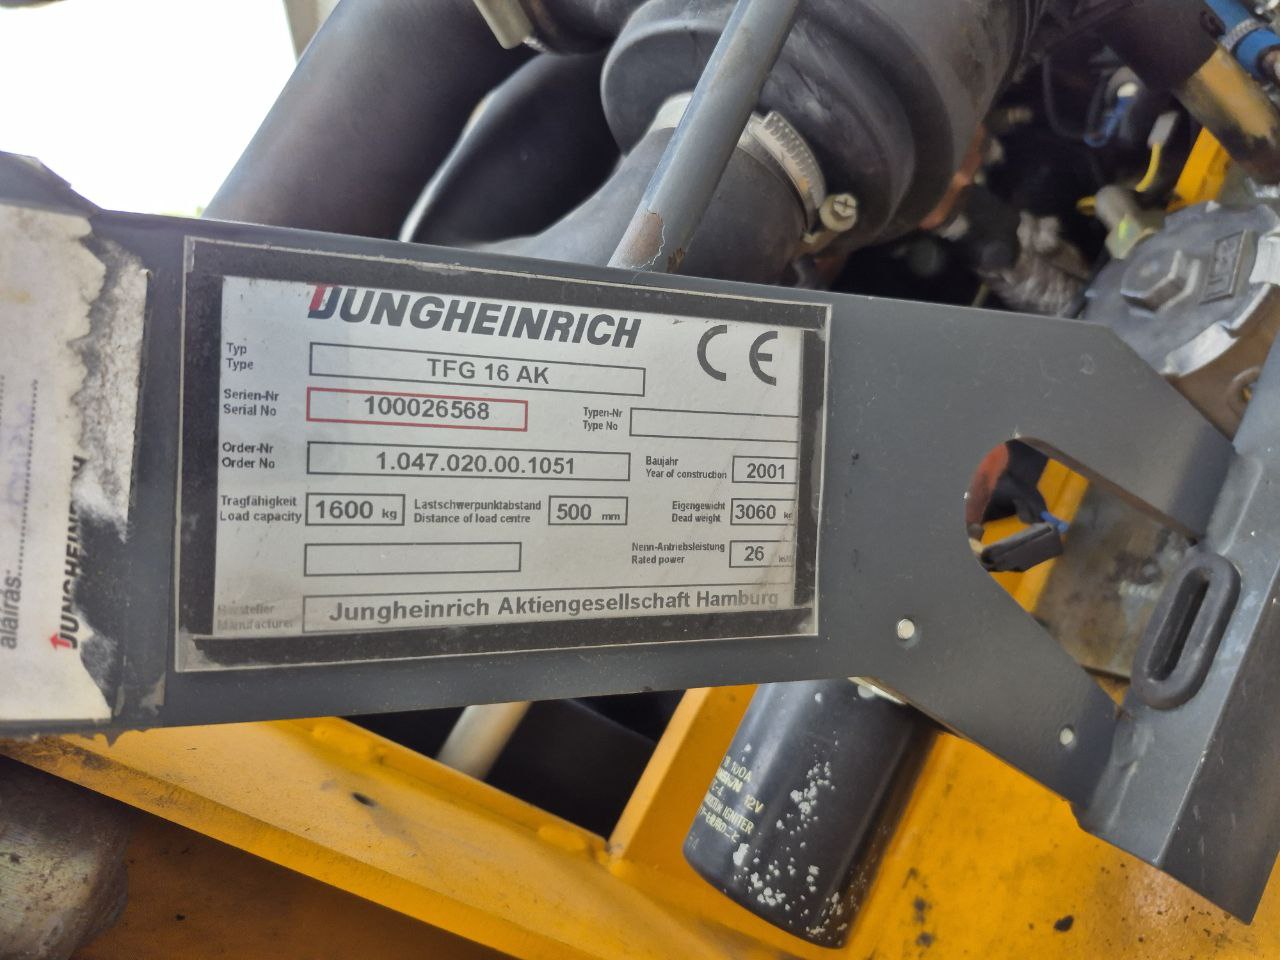 JUNGHEINRICH
CE
Typ
Type
TFG 16 AK
Serien-Nr
Serial No
100026568
Typen-Nr
Type No
Order-Nr
Order No
1.047.020.00.1051
Baujahr
Year of construction
2001
Tragfähigkeit
Load capacity
1600 kg
Lastschwerpunktabstand
Distance of load centre
500 mm
Eigengewicht
Dead weight
3060
Nenn-Antriebsleistung
Rated power
26
Hersteller
Manufacturer
Jungheinrich Aktiengesellschaft Hamburg
aláírás:
JUNGHEINRICH
100A
12V
IGNITER